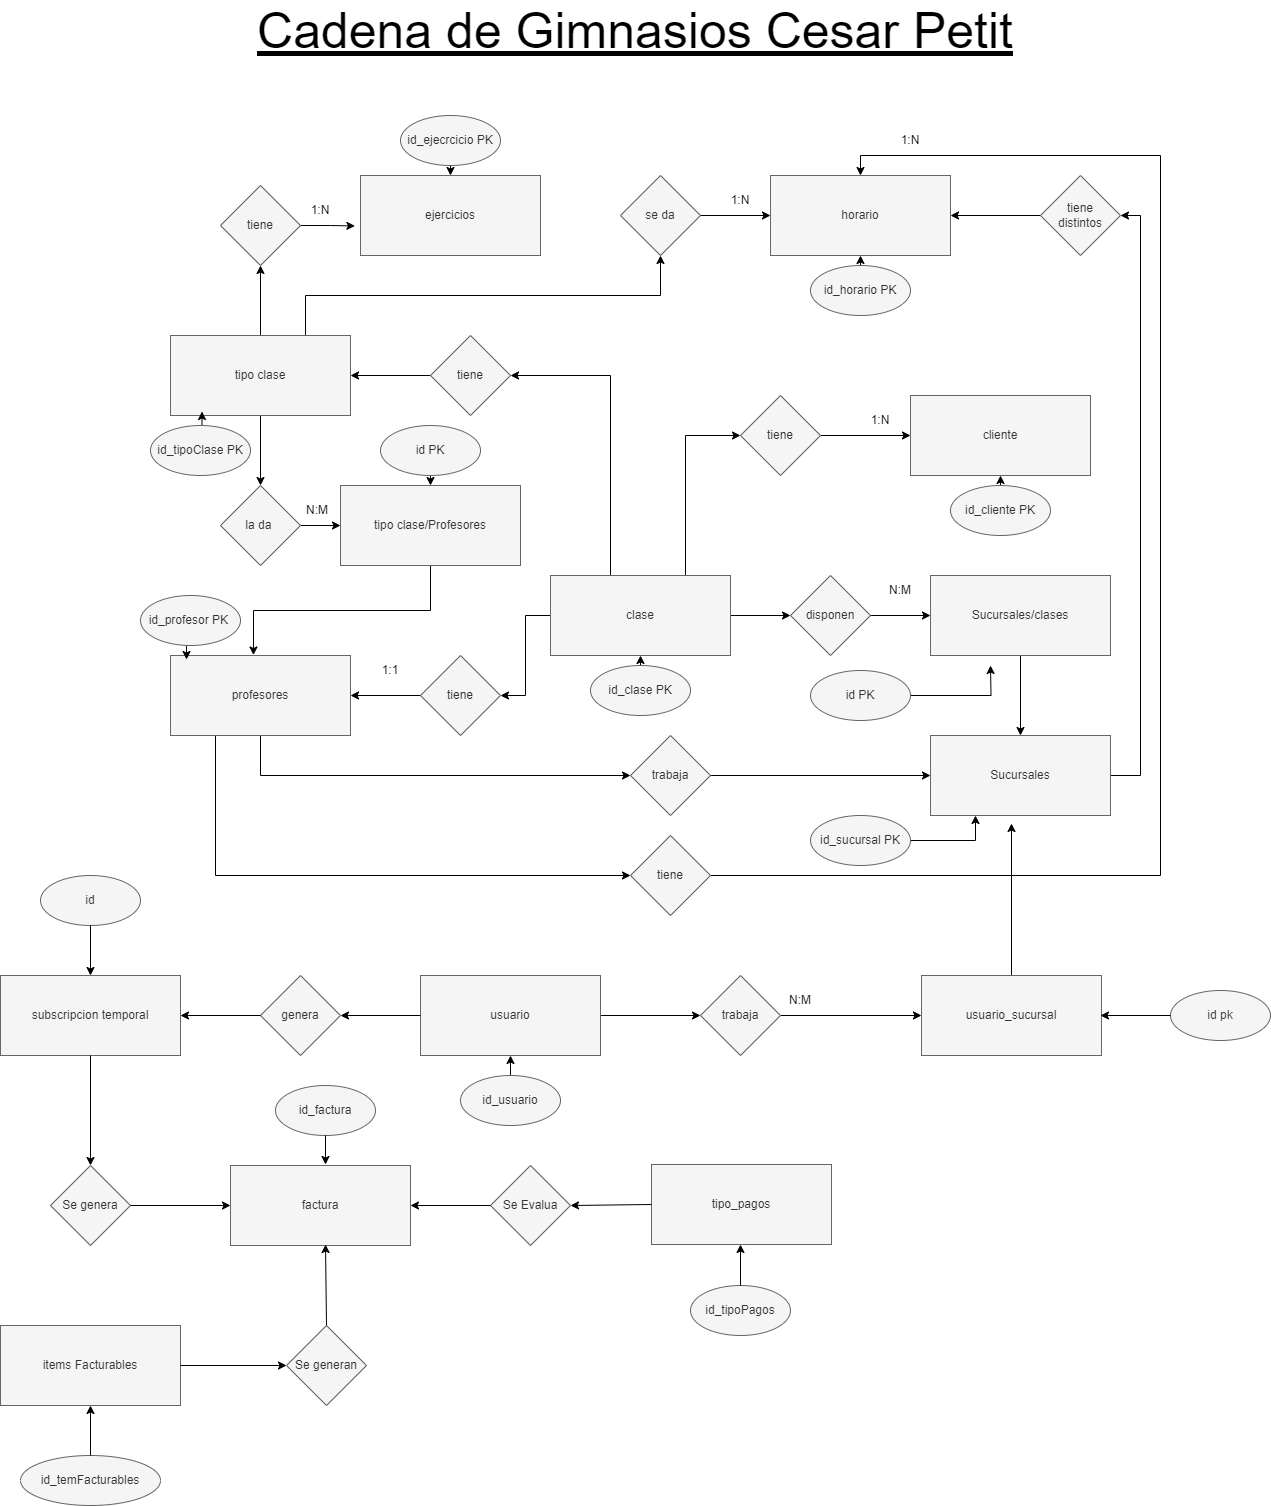 Cadena de Gimnasios Cesar Petit
id_ejecrcicio PK
1:N
tiene
1:N
ejercicios
se da
1:N
horario
tiene
distintos
id_horario PK
tipo clase
tiene
id_tipoClase PK
id PK
tiene
1:N
cliente
id_cliente PK
la da
N:M
tipo clase/Profesores
id_profesor PK
clase
disponen
N:M
Sucursales/clases
profesores
1:1
tiene
id_clase PK
id PK
trabaja
Sucursales
id_sucursal PK
tiene
id
subscripcion temporal
genera
usuario
trabaja
N:M
usuario_sucursal
id pk
id_usuario
id_factura
Se genera
factura
Se Evalua
tipo_pagos
id_tipoPagos
items Facturables
Se generan
id_temFacturables